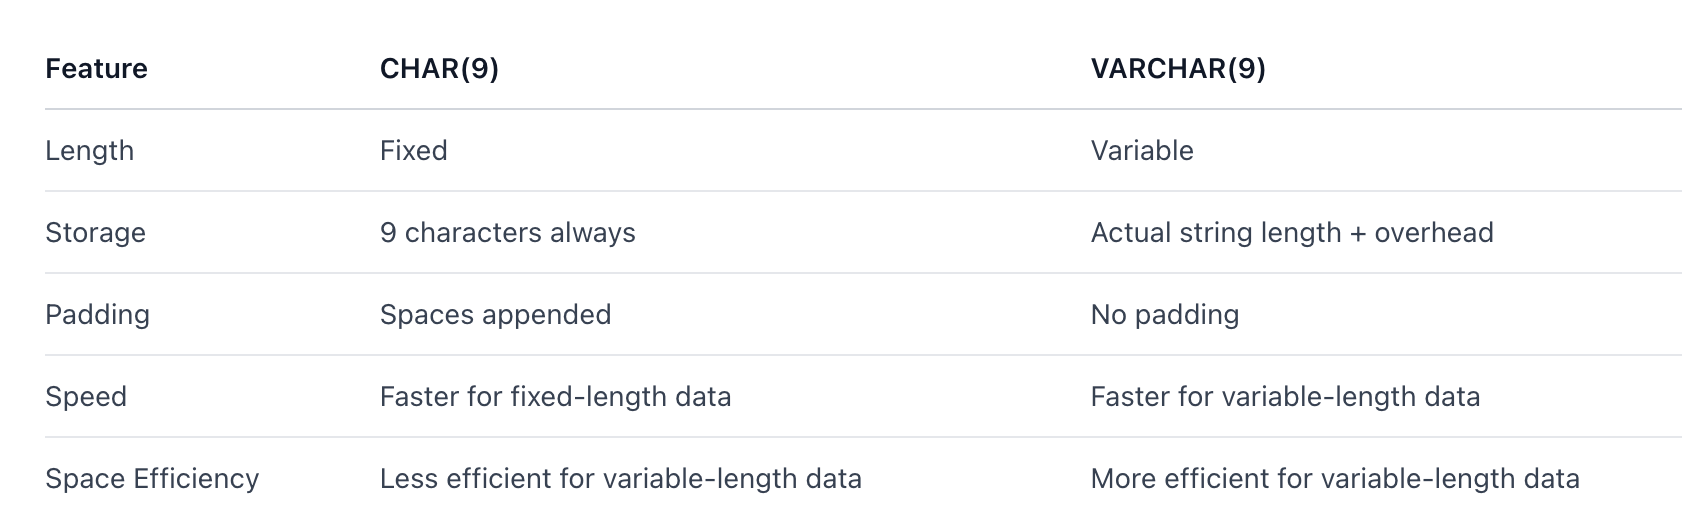 Feature CHAR(9) VARCHAR(9)
Length Fixed Variable
Storage 9 characters always Actual string length + overhead
Padding Spaces appended No padding
Speed Faster for fixed-length data Faster for variable-length data
Space Efficiency Less efficient for variable-length data More efficient for variable-length data